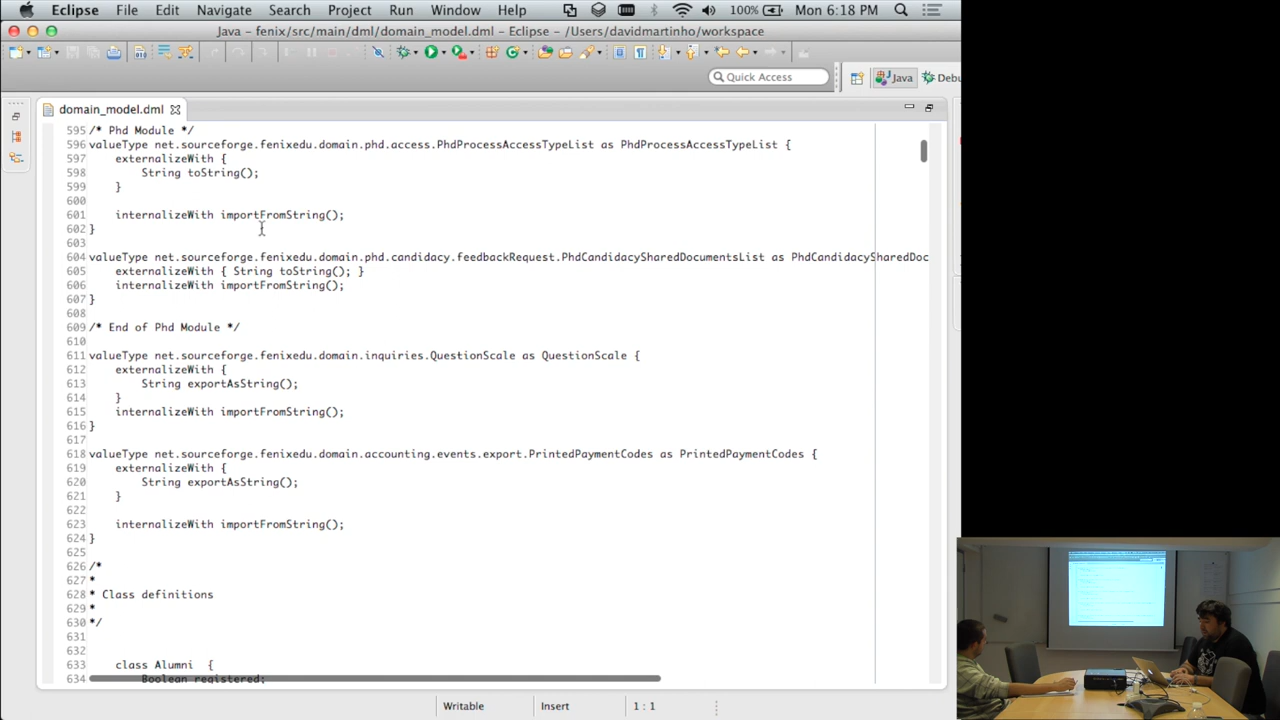 Eclipse File Edit Navigate Search Project Run Window Help 100% Mon 6:18 PM
Java - fenix/src/main/dml/domain_model.dml - Eclipse - /Users/davidmartinho/workspace
Quick Access Java Debu
domain_model.dml
595 /* Phd Module */
596 valueType net.sourceforge.fenixedu.domain.phd.access.PhdProcessAccessTypeList as PhdProcessAccessTypeList {
597 externalizeWith {
598 String toString();
599 }
600
601 internalizeWith importFromString();
602 }
603
604 valueType net.sourceforge.fenixedu.domain.phd.candidacy.feedbackRequest.PhdCandidacySharedDocumentsList as PhdCandidacySharedDoc
605 externalizeWith { String toString(); }
606 internalizeWith importFromString();
607 }
608
609 /* End of Phd Module */
610
611 valueType net.sourceforge.fenixedu.domain.inquiries.QuestionScale as QuestionScale {
612 externalizeWith {
613 String exportAsString();
614 }
615 internalizeWith importFromString();
616 }
617
618 valueType net.sourceforge.fenixedu.domain.accounting.events.export.PrintedPaymentCodes as PrintedPaymentCodes {
619 externalizeWith {
620 String exportAsString();
621 }
622
623 internalizeWith importFromString();
624 }
625
626 /*
627 *
628 * Class definitions
629 *
630 */
631
632
633 class Alumni {
634 Boolean registered;
Writable Insert 1 : 1